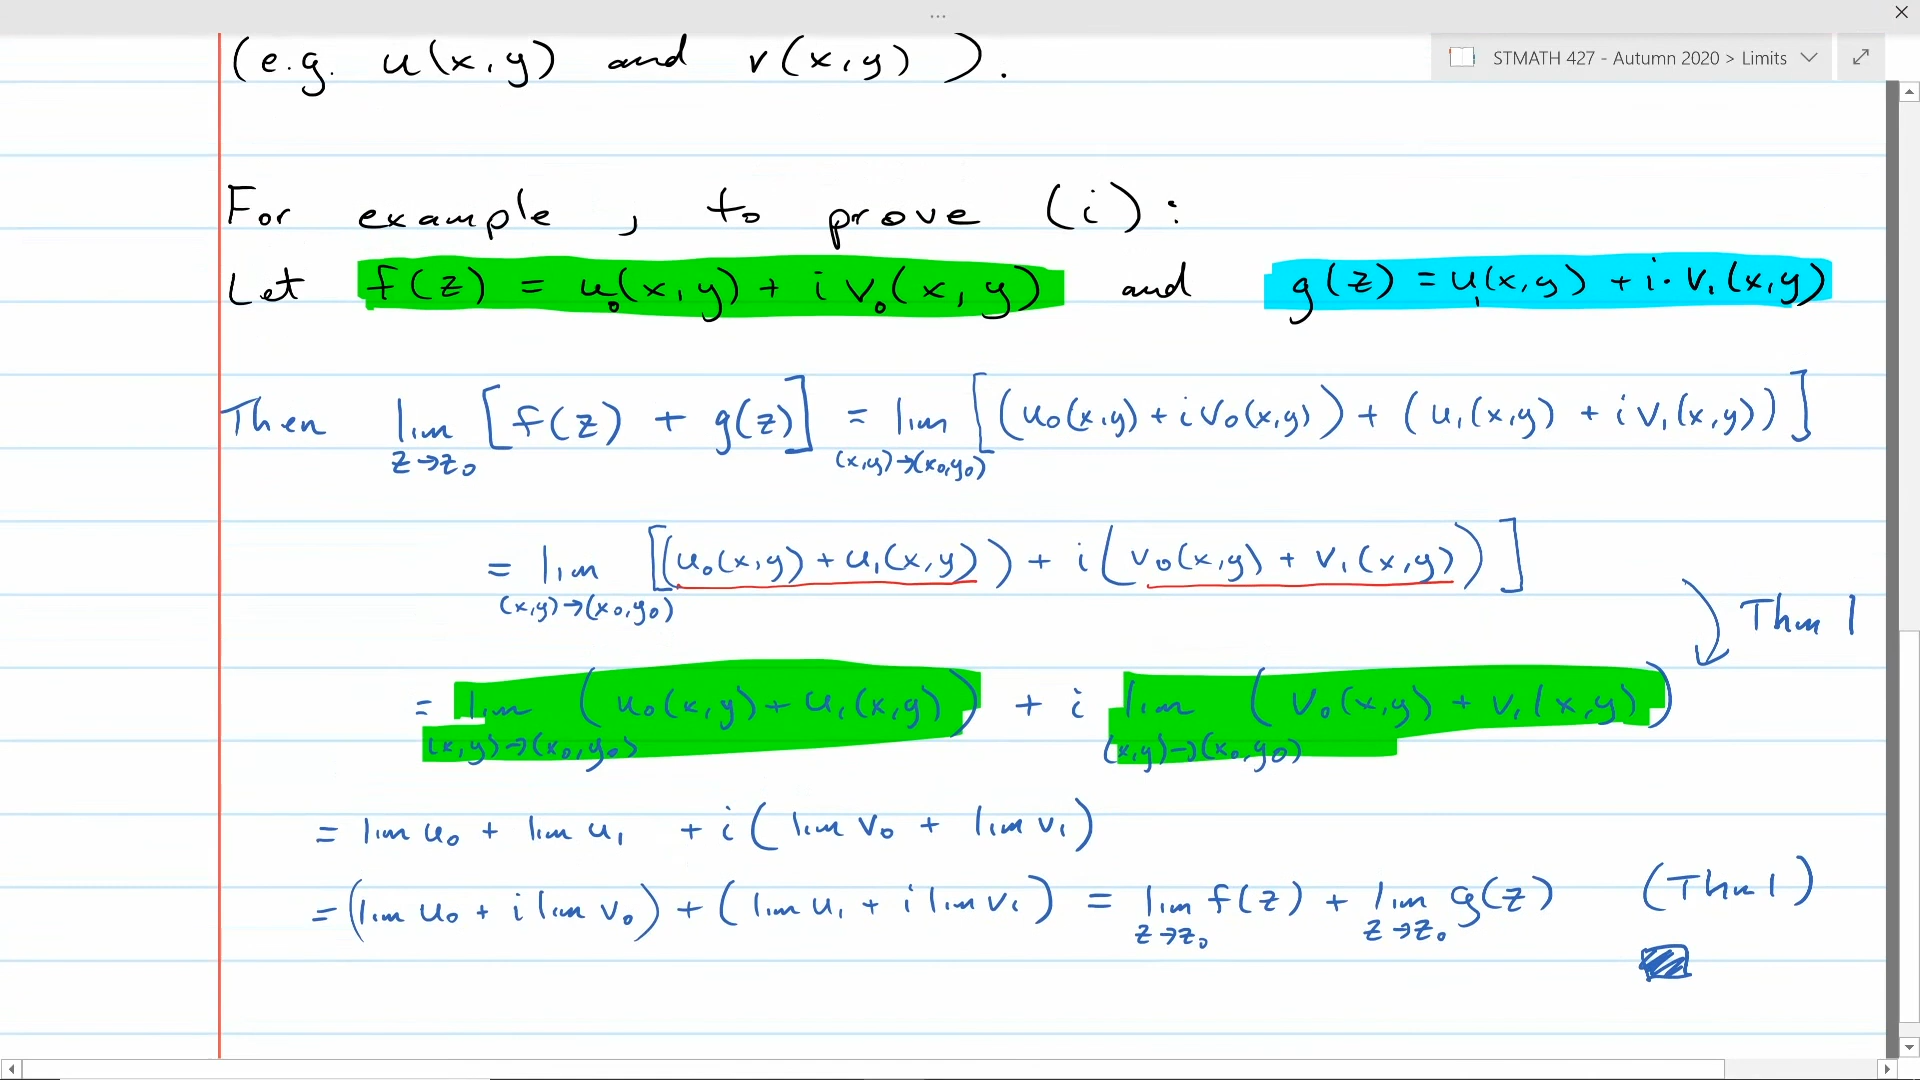 (e.g. u(x,y) and v(x,y) ).
STMATH 427 - Autumn 2020 > Limits
For example, to prove (i):
Let f(z) = u₀(x,y) + i v₀(x,y) and g(z) = u₁(x,y) + i· v₁(x,y)
Then lim_{z→z₀} [f(z) + g(z)] = lim_{(x,y)→(x₀,y₀)} [(u₀(x,y) + i v₀(x,y)) + (u₁(x,y) + i v₁(x,y))]
= lim_{(x,y)→(x₀,y₀)} [(u₀(x,y) + u₁(x,y)) + i(v₀(x,y) + v₁(x,y))]
Thm 1
= lim_{(x,y)→(x₀,y₀)} (u₀(x,y) + u₁(x,y)) + i lim_{(x,y)→(x₀,y₀)} (v₀(x,y) + v₁(x,y))
= lim u₀ + lim u₁ + i(lim v₀ + lim v₁)
= (lim u₀ + i lim v₀) + (lim u₁ + i lim v₁) = lim_{z→z₀} f(z) + lim_{z→z₀} g(z) (Thm 1)